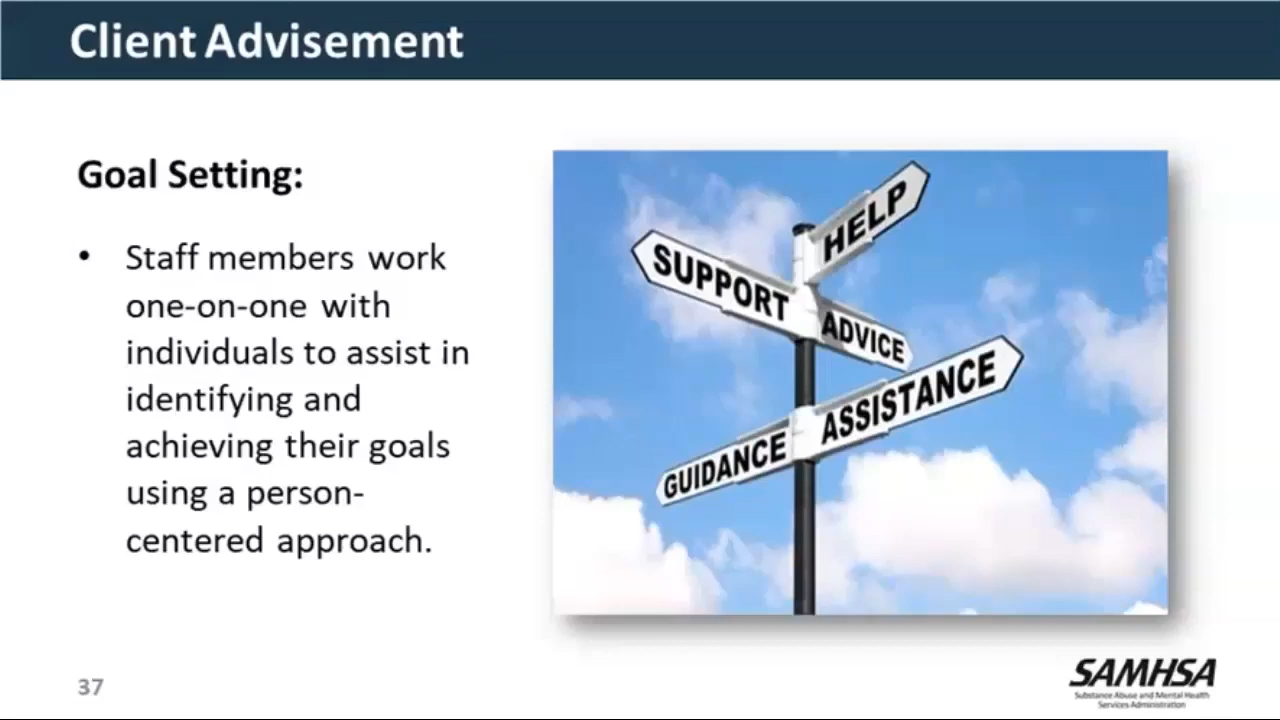 Client Advisement
Goal Setting:
• Staff members work
one-on-one with
individuals to assist in
identifying and
achieving their goals
using a person-
centered approach.
HELP
SUPPORT
ADVICE
ASSISTANCE
GUIDANCE
37
SAMHSA
Substance Abuse and Mental Health
Services Administration